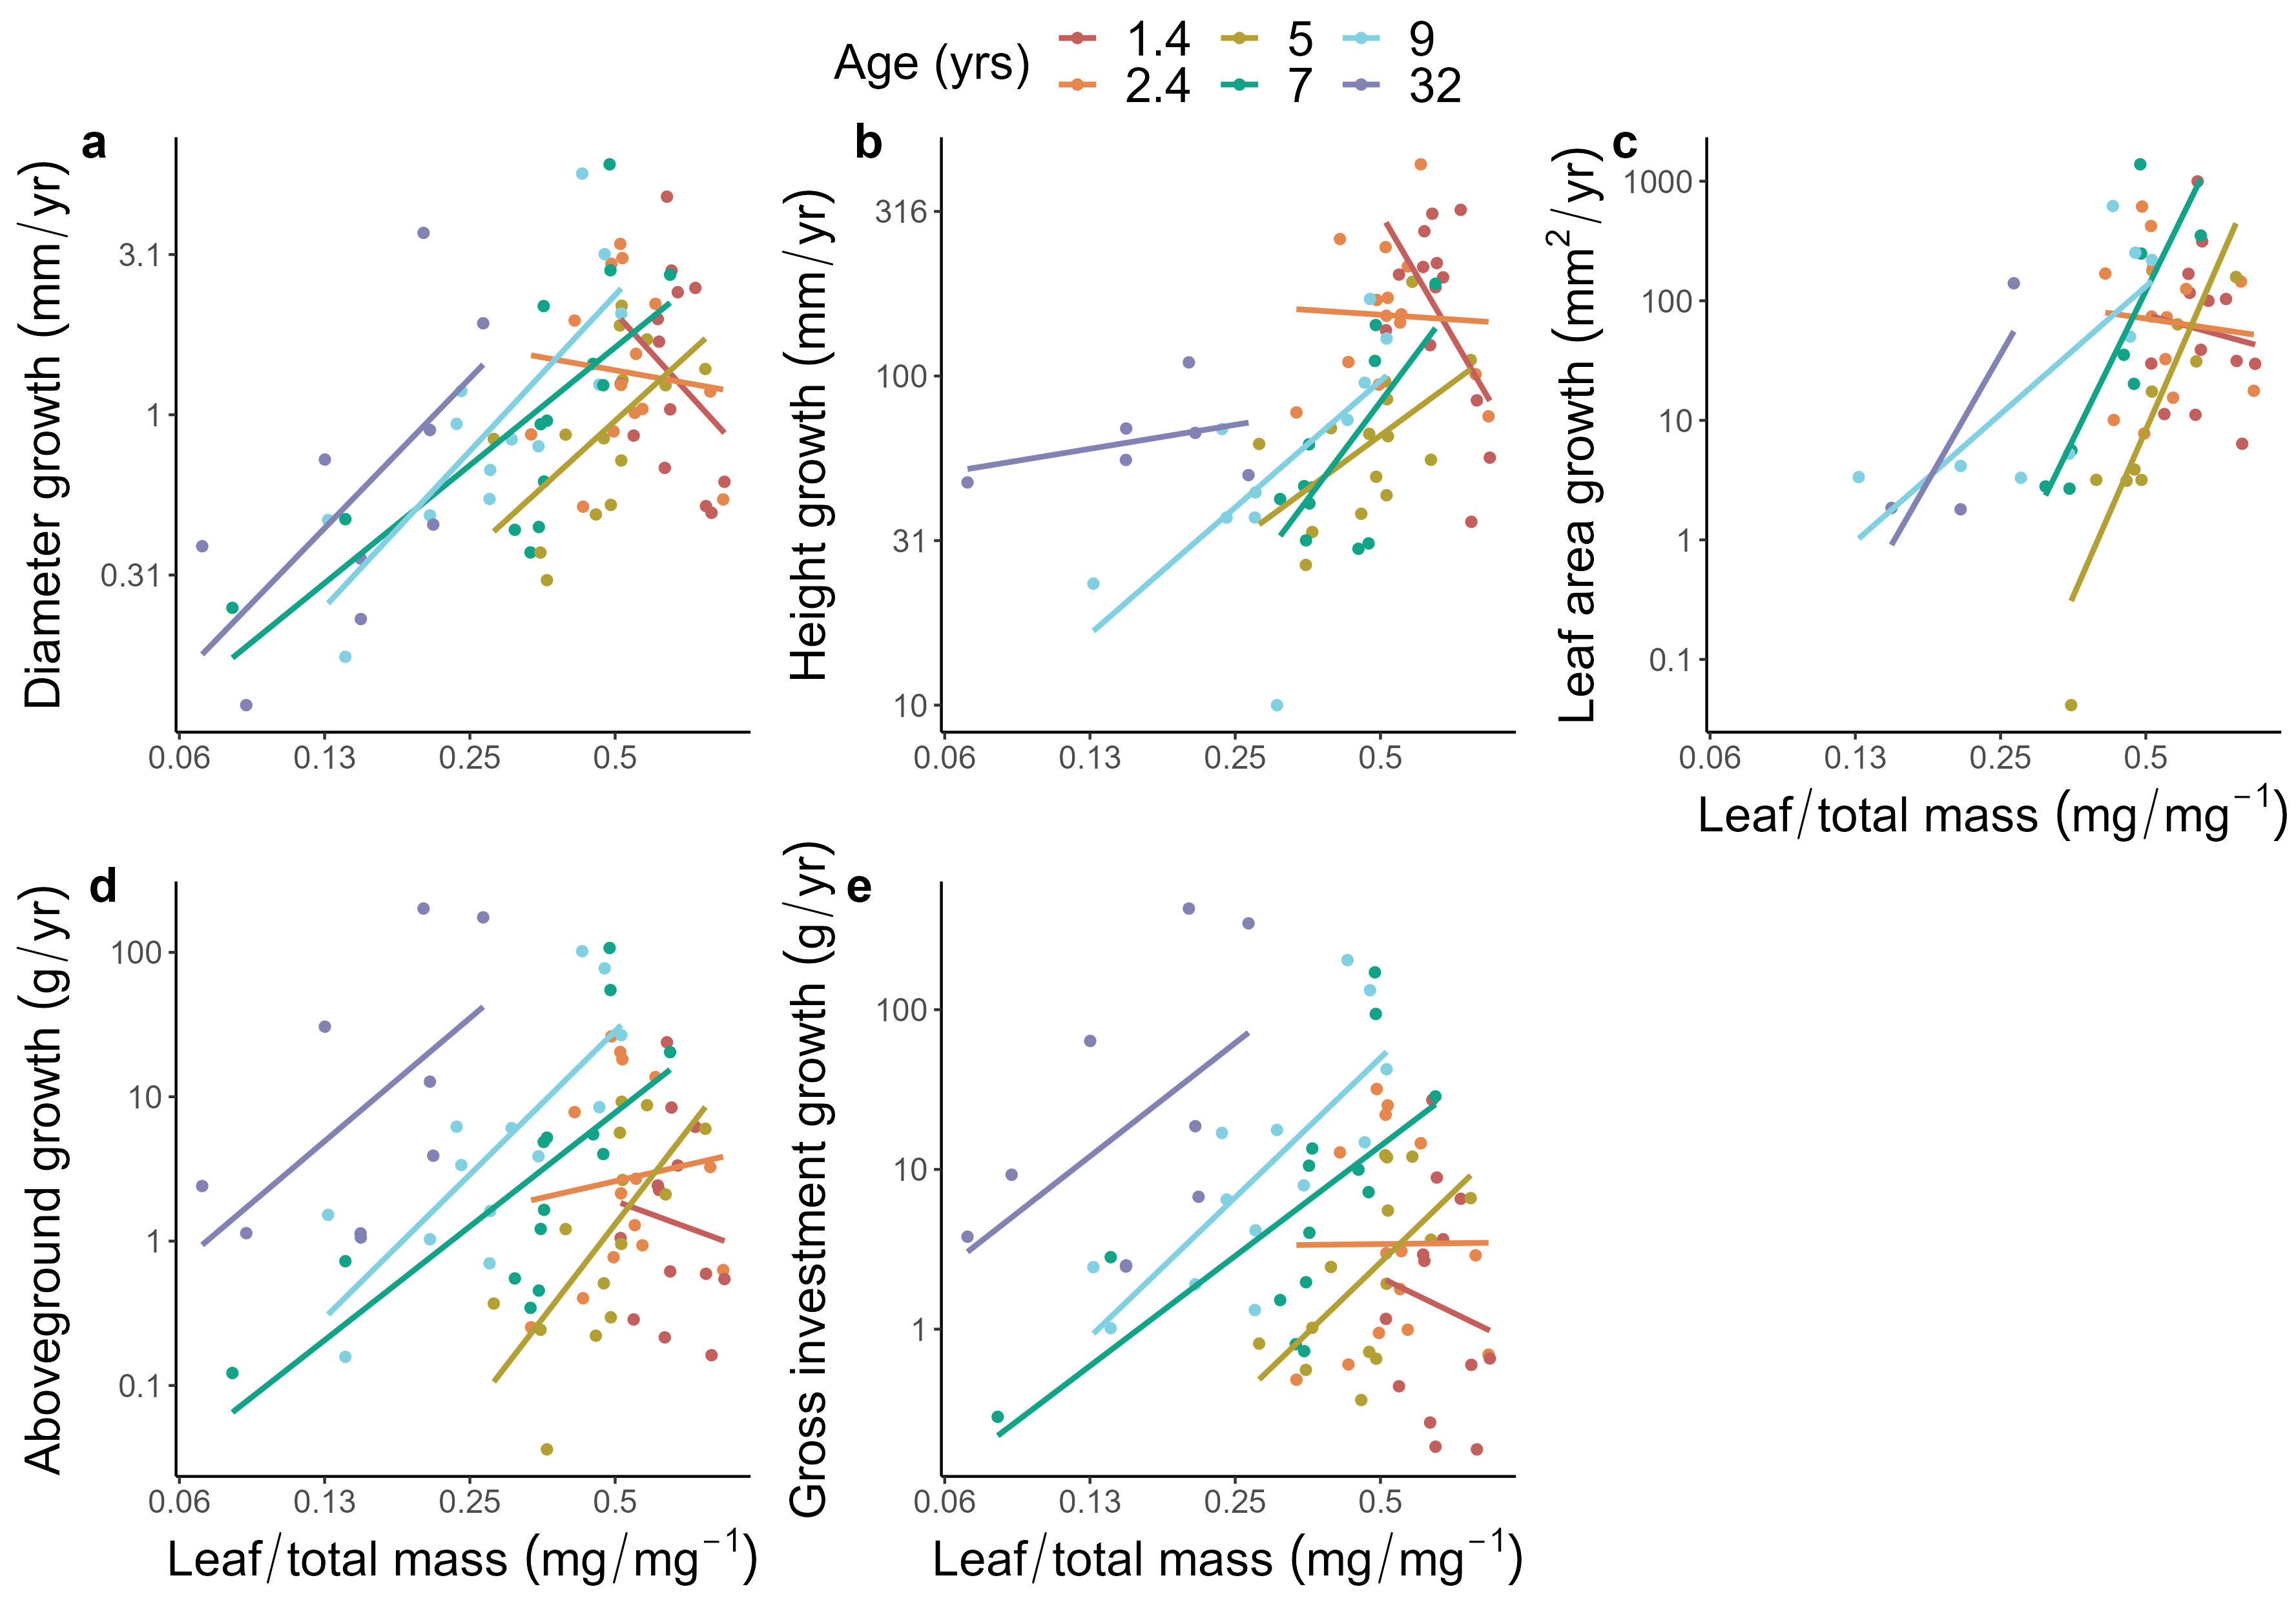 Age (yrs) 1.4 5 9
2.4 7 32
a
Diameter growth (mm/yr)
3.1
1
0.31
0.06 0.13 0.25 0.5
b
Height growth (mm/yr)
316
100
31
10
0.06 0.13 0.25 0.5
c
Leaf area growth (mm²/yr)
1000
100
10
1
0.1
0.06 0.13 0.25 0.5
Leaf/total mass (mg/mg⁻¹)
d
Aboveground growth (g/yr)
100
10
1
0.1
0.06 0.13 0.25 0.5
Leaf/total mass (mg/mg⁻¹)
e
Gross investment growth (g/yr)
100
10
1
0.06 0.13 0.25 0.5
Leaf/total mass (mg/mg⁻¹)